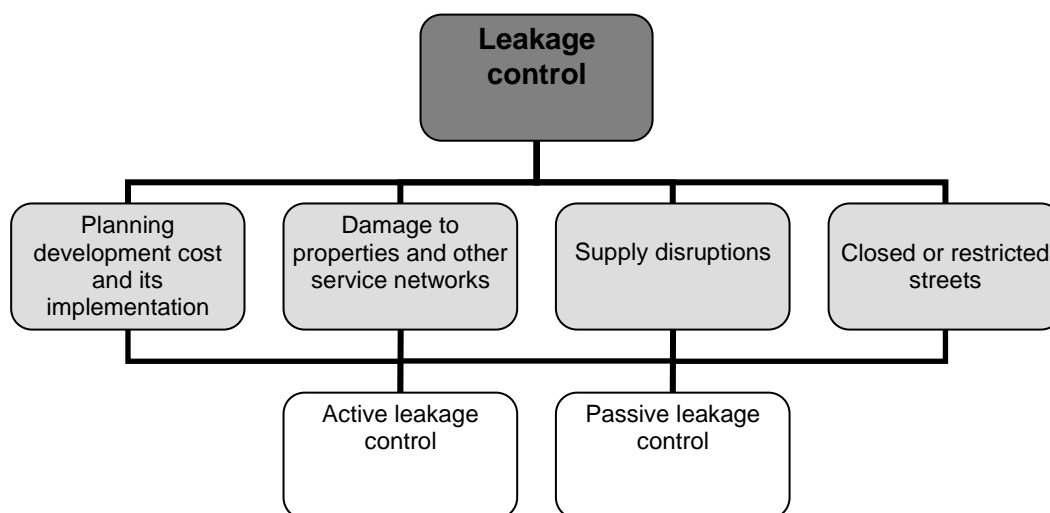 Leakage
control
Planning
development cost
and its
implementation
Damage to
properties and other
service networks
Supply disruptions
Closed or restricted
streets
Active leakage
control
Passive leakage
control